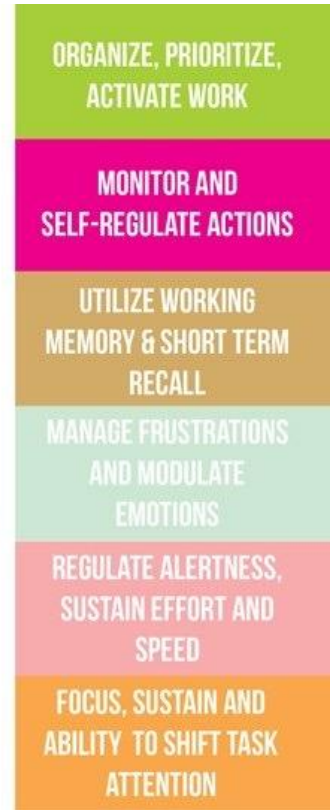 ORGANIZE, PRIORITIZE,
ACTIVATE WORK
MONITOR AND
SELF-REGULATE ACTIONS
UTILIZE WORKING
MEMORY & SHORT TERM
RECALL
MANAGE FRUSTRATIONS
AND MODULATE
EMOTIONS
REGULATE ALERTNESS,
SUSTAIN EFFORT AND
SPEED
FOCUS, SUSTAIN AND
ABILITY TO SHIFT TASK
ATTENTION